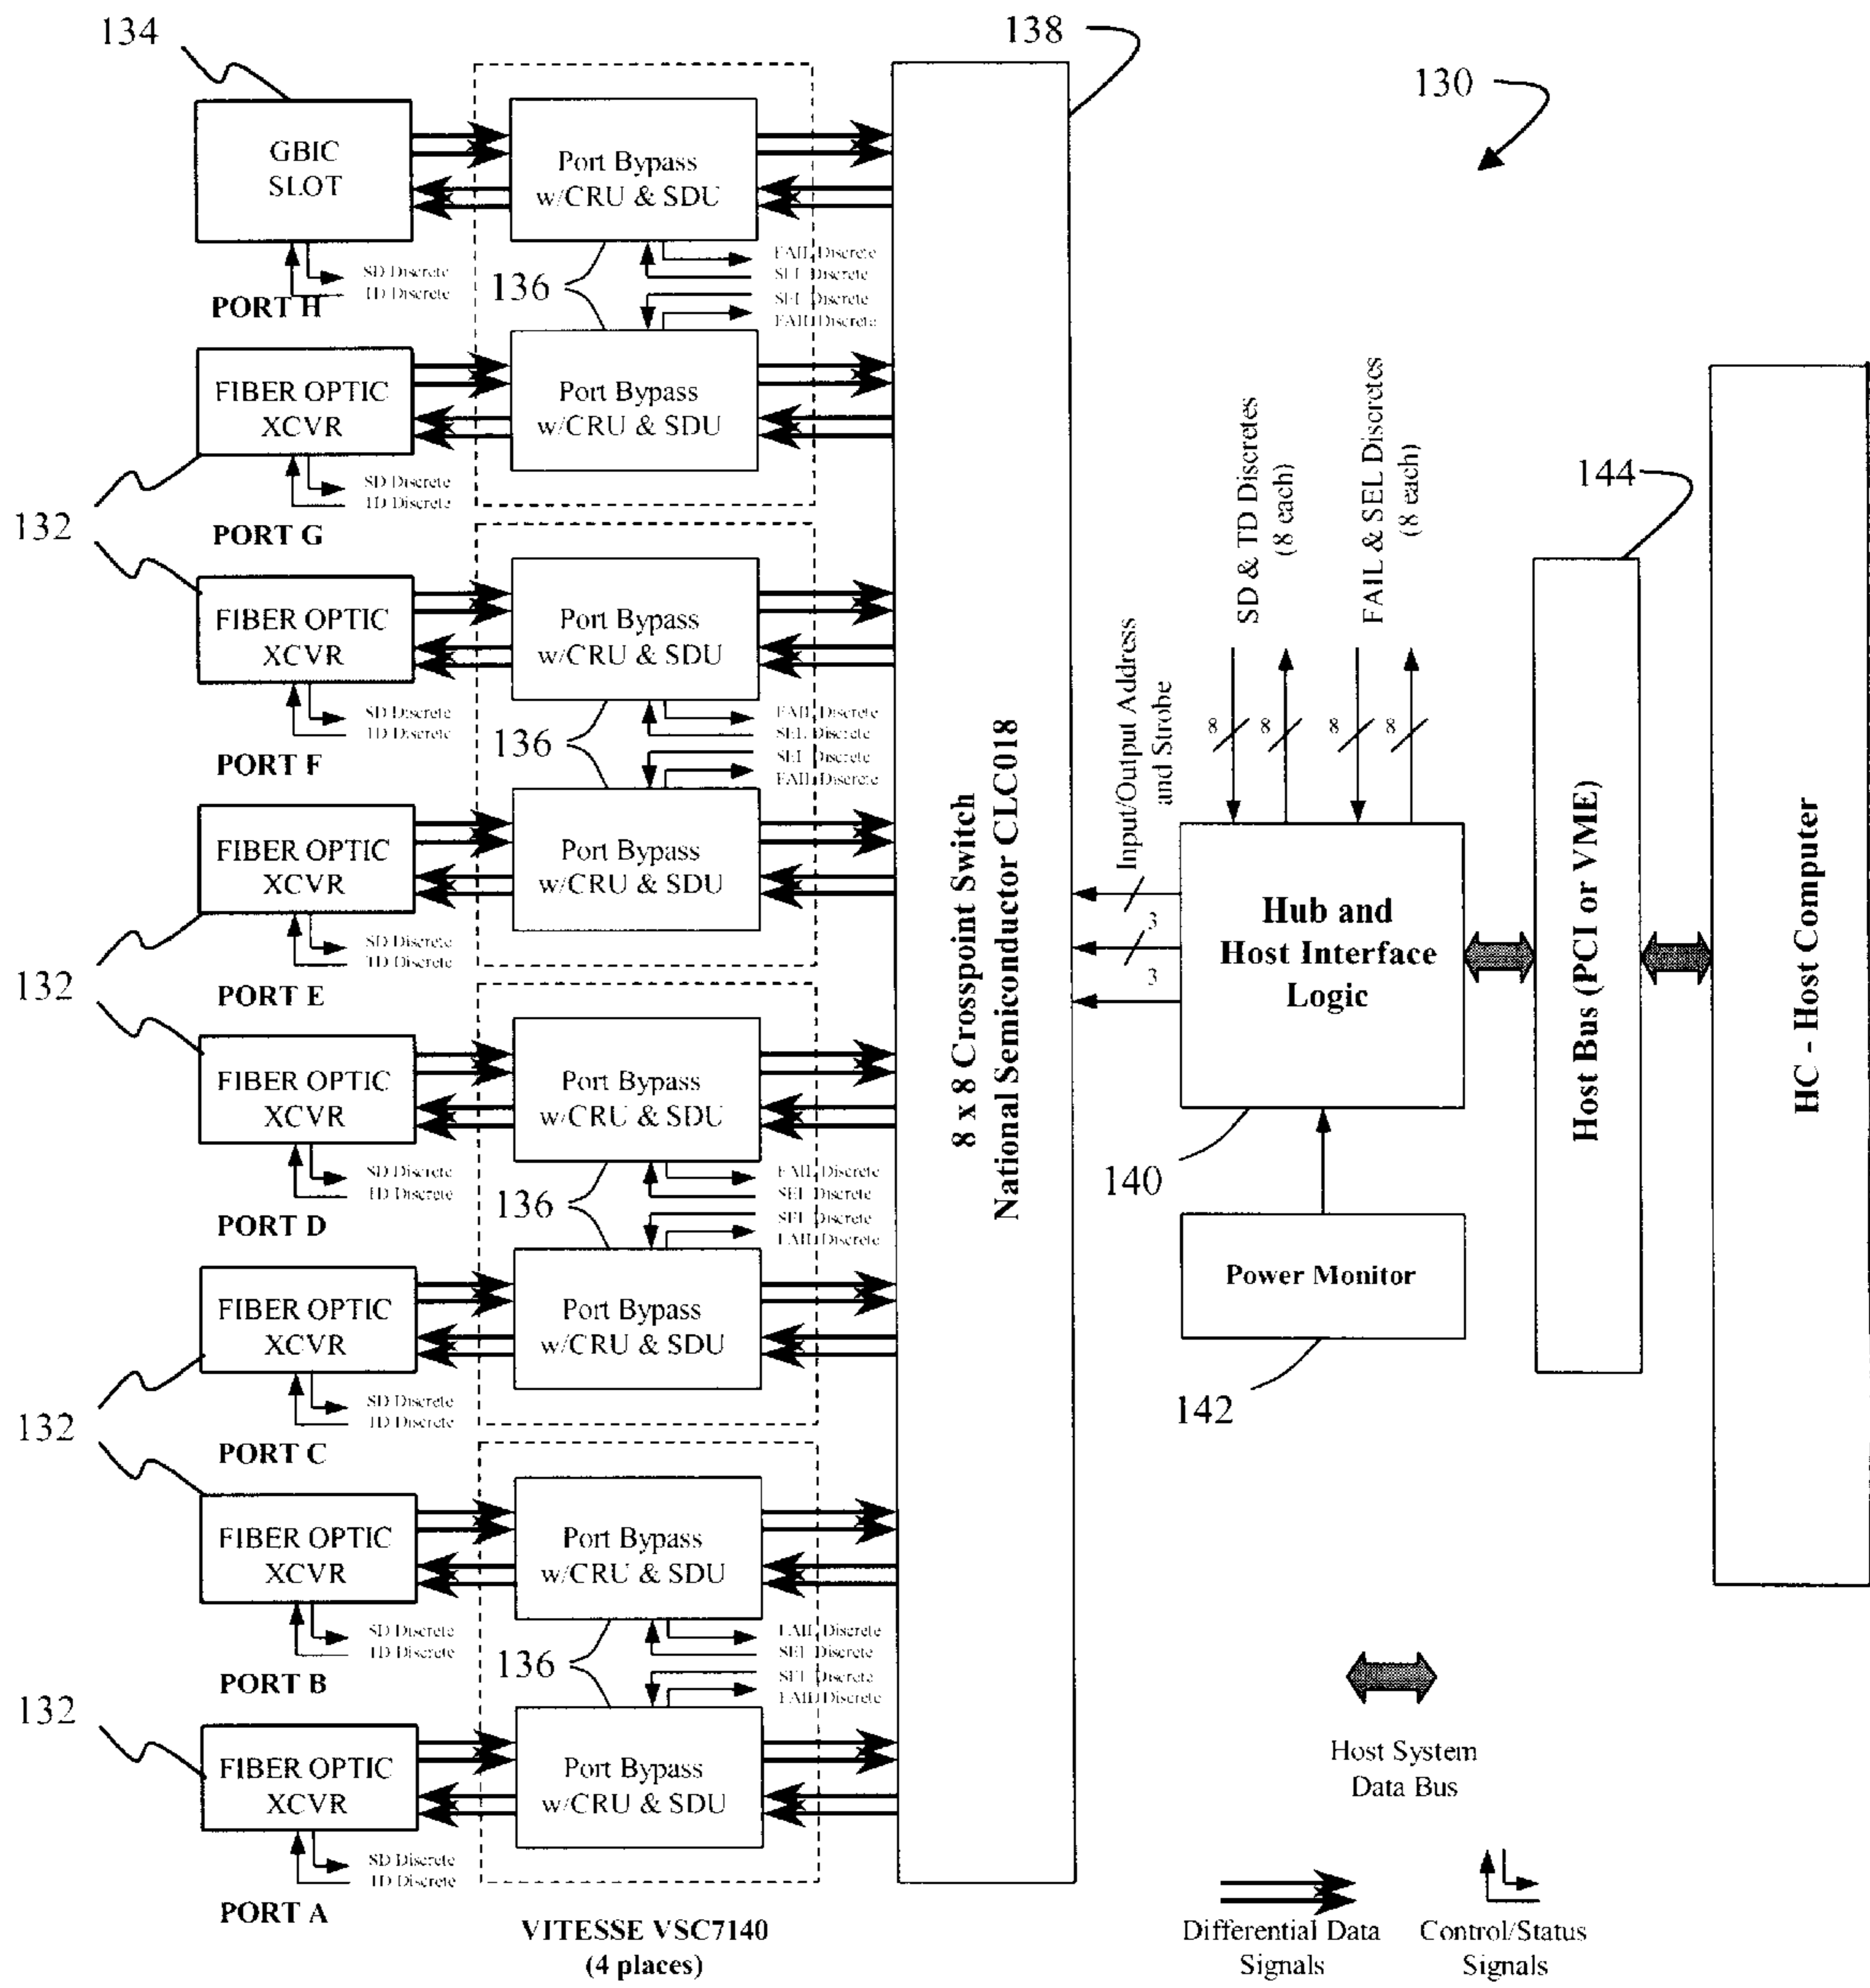 134
138
130
GBIC
SLOT
Port Bypass
w/CRU & SDU
SD Discrete
TD Discrete
FAIL Discrete
SEL Discrete
136
SEL Discrete
FAIL Discrete
PORT H
FIBER OPTIC
XCVR
Port Bypass
w/CRU & SDU
SD Discrete
TD Discrete
132
PORT G
FIBER OPTIC
XCVR
Port Bypass
w/CRU & SDU
SD Discrete
TD Discrete
FAIL Discrete
SEL Discrete
136
SEL Discrete
FAIL Discrete
PORT F
FIBER OPTIC
XCVR
Port Bypass
w/CRU & SDU
SD Discrete
TD Discrete
132
PORT E
FIBER OPTIC
XCVR
Port Bypass
w/CRU & SDU
SD Discrete
TD Discrete
FAIL Discrete
SEL Discrete
136
SEL Discrete
FAIL Discrete
PORT D
FIBER OPTIC
XCVR
Port Bypass
w/CRU & SDU
SD Discrete
TD Discrete
132
PORT C
FIBER OPTIC
XCVR
Port Bypass
w/CRU & SDU
SD Discrete
TD Discrete
FAIL Discrete
SEL Discrete
136
SEL Discrete
FAIL Discrete
PORT B
132
FIBER OPTIC
XCVR
Port Bypass
w/CRU & SDU
SD Discrete
TD Discrete
PORT A
VITESSE VSC7140
(4 places)
8 x 8 Crosspoint Switch
National Semiconductor CLC018
Input/Output Address
and Strobe
3
3
SD & TD Discretes
(8 each)
FAIL & SEL Discretes
(8 each)
8
8
8
8
Hub and
Host Interface
Logic
140
Power Monitor
142
144
Host Bus (PCI or VME)
HC - Host Computer
Host System
Data Bus
Differential Data
Signals
Control/Status
Signals